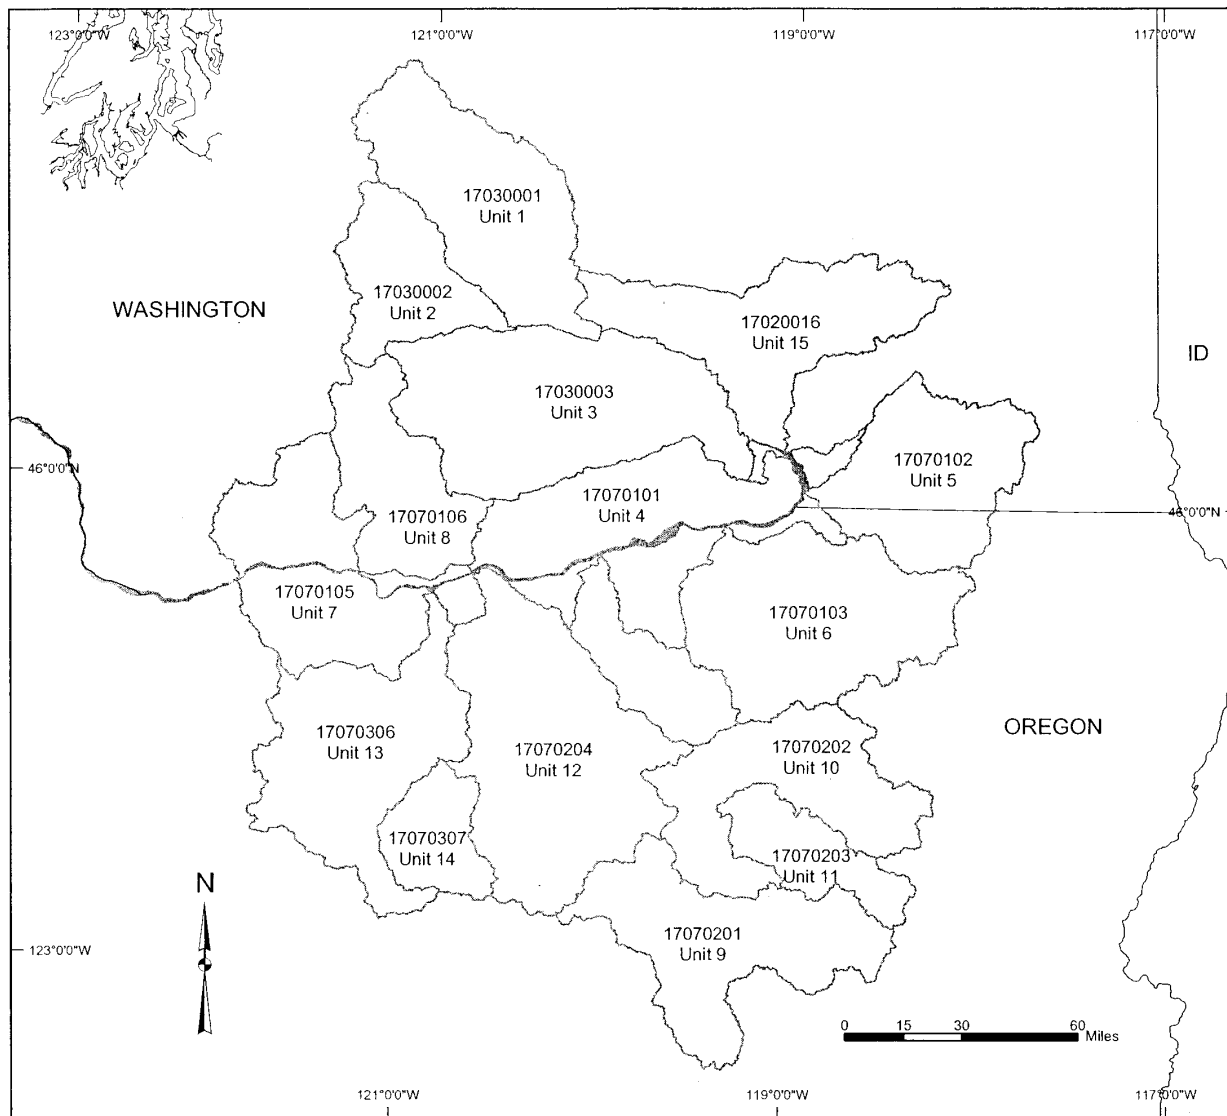 123°0'0"W
121°0'0"W
119°0'0"W
117°0'0"W
17030001
Unit 1
17030002
Unit 2
WASHINGTON
17020016
Unit 15
ID
17030003
Unit 3
46°0'0"N
17070102
Unit 5
17070101
Unit 4
46°0'0"N
17070106
Unit 8
17070105
Unit 7
17070103
Unit 6
OREGON
17070306
Unit 13
17070204
Unit 12
17070202
Unit 10
17070307
Unit 14
17070203
Unit 11
N
17070201
Unit 9
123°0'0"W
0 15 30 60
Miles
121°0'0"W
119°0'0"W
117°0'0"W